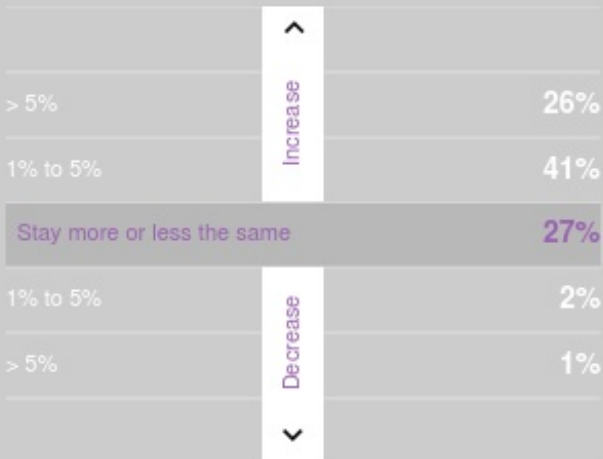 > 5%
26%
Increase
1% to 5%
41%
Stay more or less the same
27%
1% to 5%
2%
Decrease
> 5%
1%